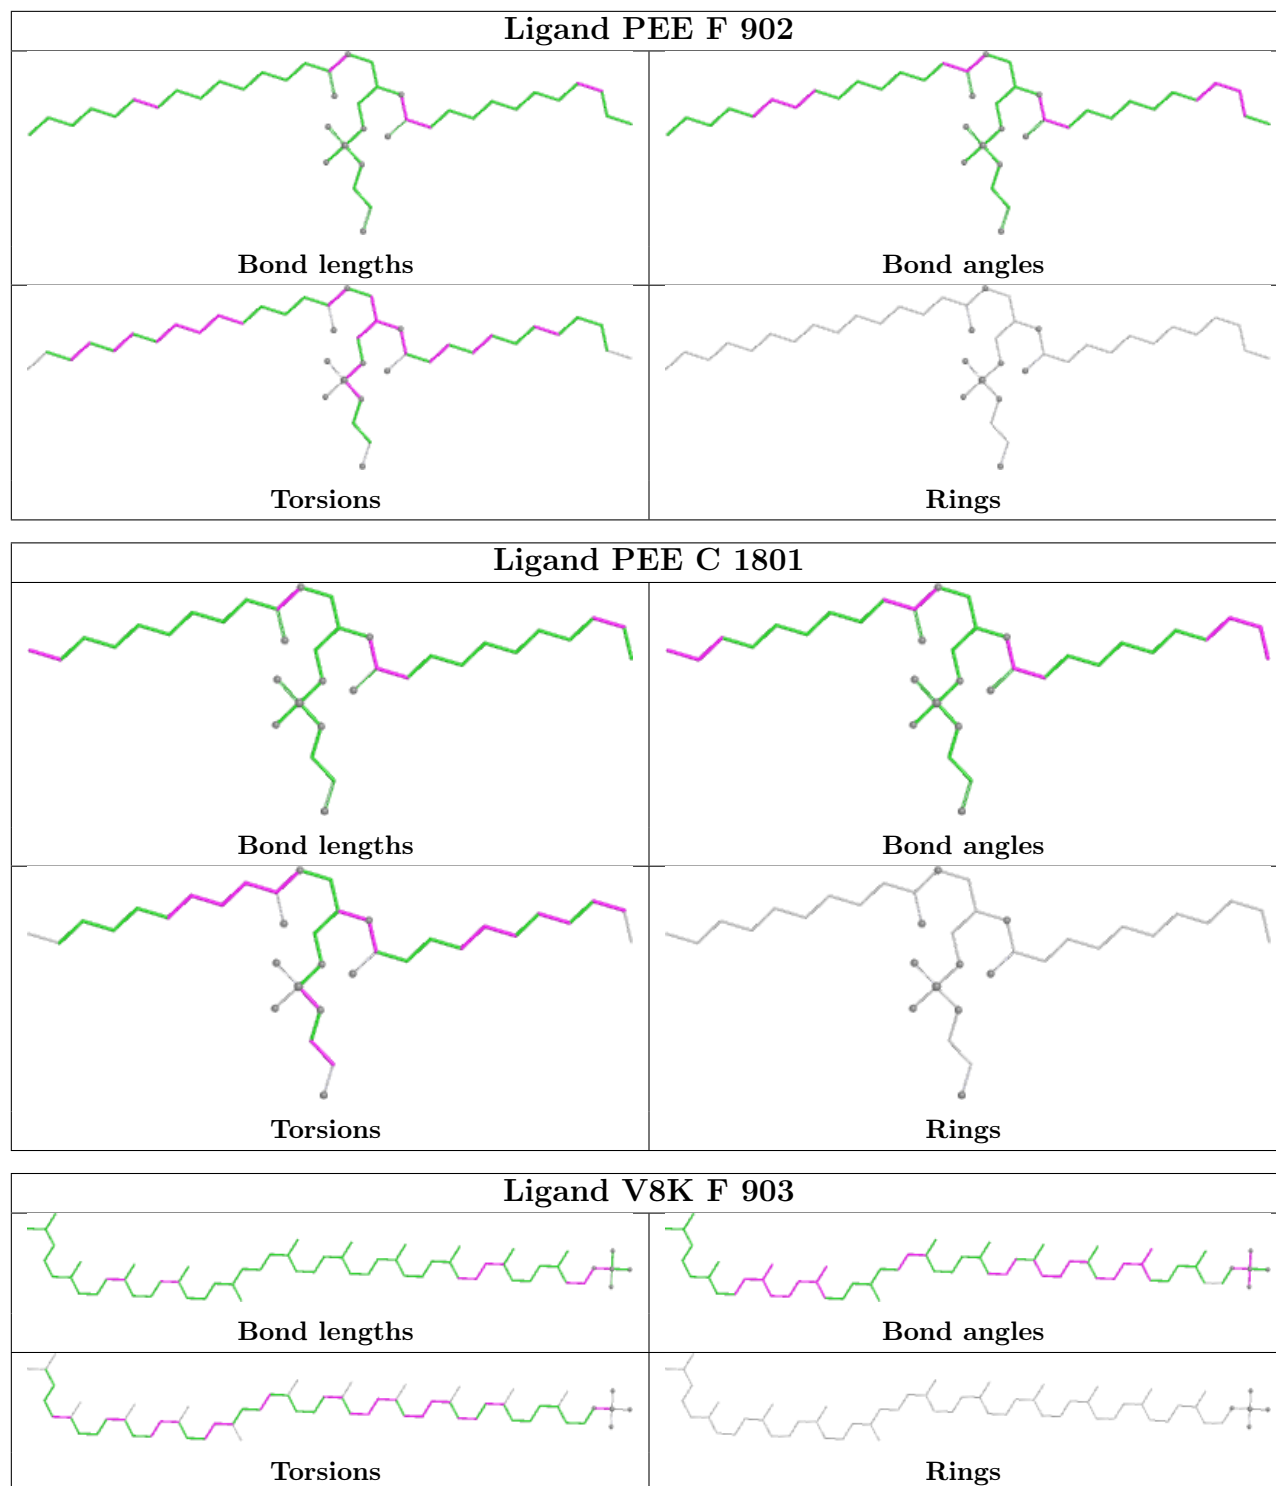 Ligand PEE F 902
Bond lengths
Bond angles
Torsions
Rings
Ligand PEE C 1801
Bond lengths
Bond angles
Torsions
Rings
Ligand V8K F 903
Bond lengths
Bond angles
Torsions
Rings